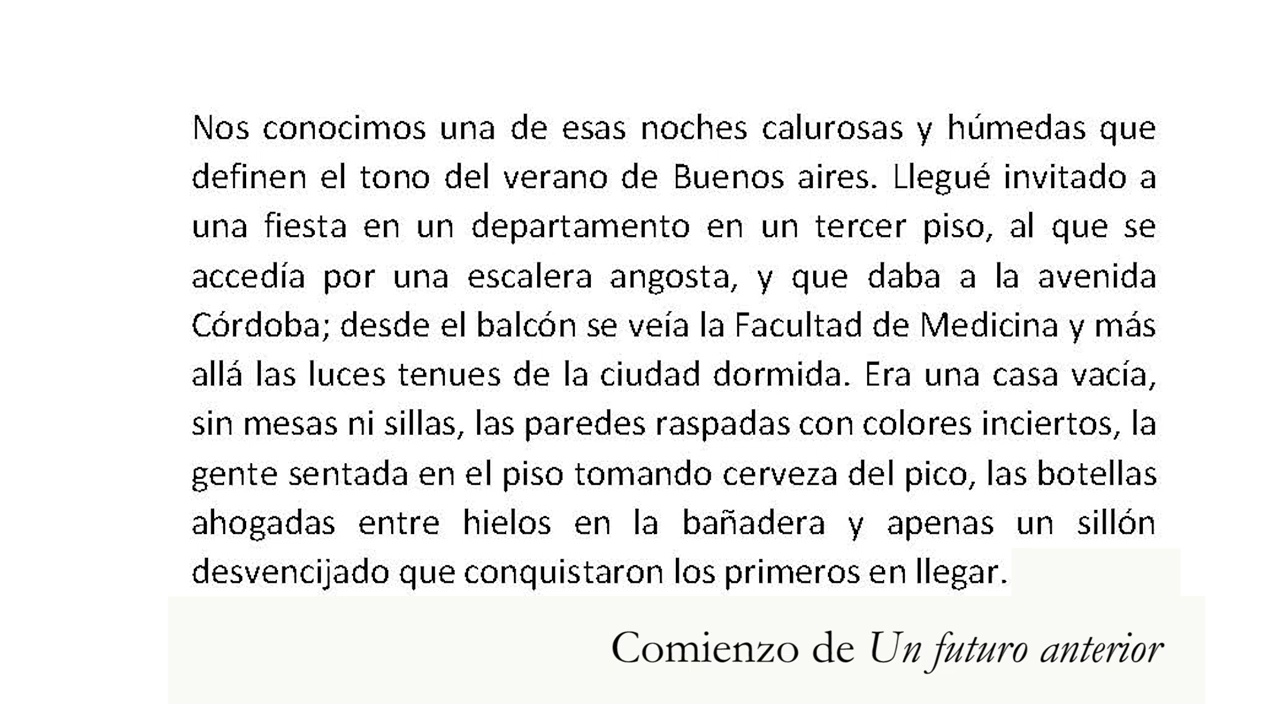 Nos conocimos una de esas noches calurosas y húmedas que
definen el tono del verano de Buenos aires. Llegué invitado a
una fiesta en un departamento en un tercer piso, al que se
accedía por una escalera angosta, y que daba a la avenida
Córdoba; desde el balcón se veía la Facultad de Medicina y más
allá las luces tenues de la ciudad dormida. Era una casa vacía,
sin mesas ni sillas, las paredes raspadas con colores inciertos, la
gente sentada en el piso tomando cerveza del pico, las botellas
ahogadas entre hielos en la bañadera y apenas un sillón
desvencijado que conquistaron los primeros en llegar.
Comienzo de Un futuro anterior